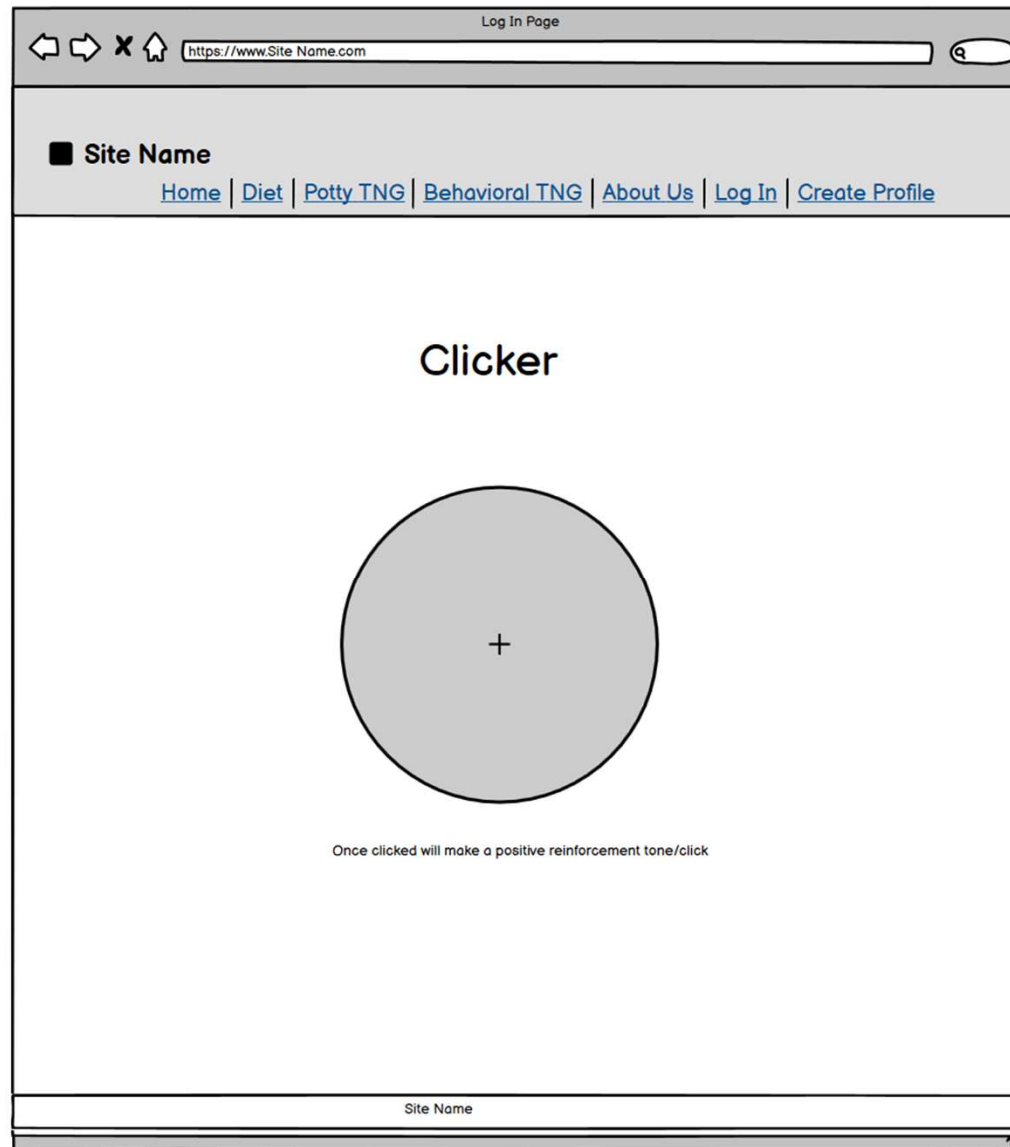 Log In Page
https://www.Site Name.com
Site Name
Home | Diet | Potty TNG | Behavioral TNG | About Us | Log In | Create Profile
Clicker
Once clicked will make a positive reinforcement tone/click
Site Name